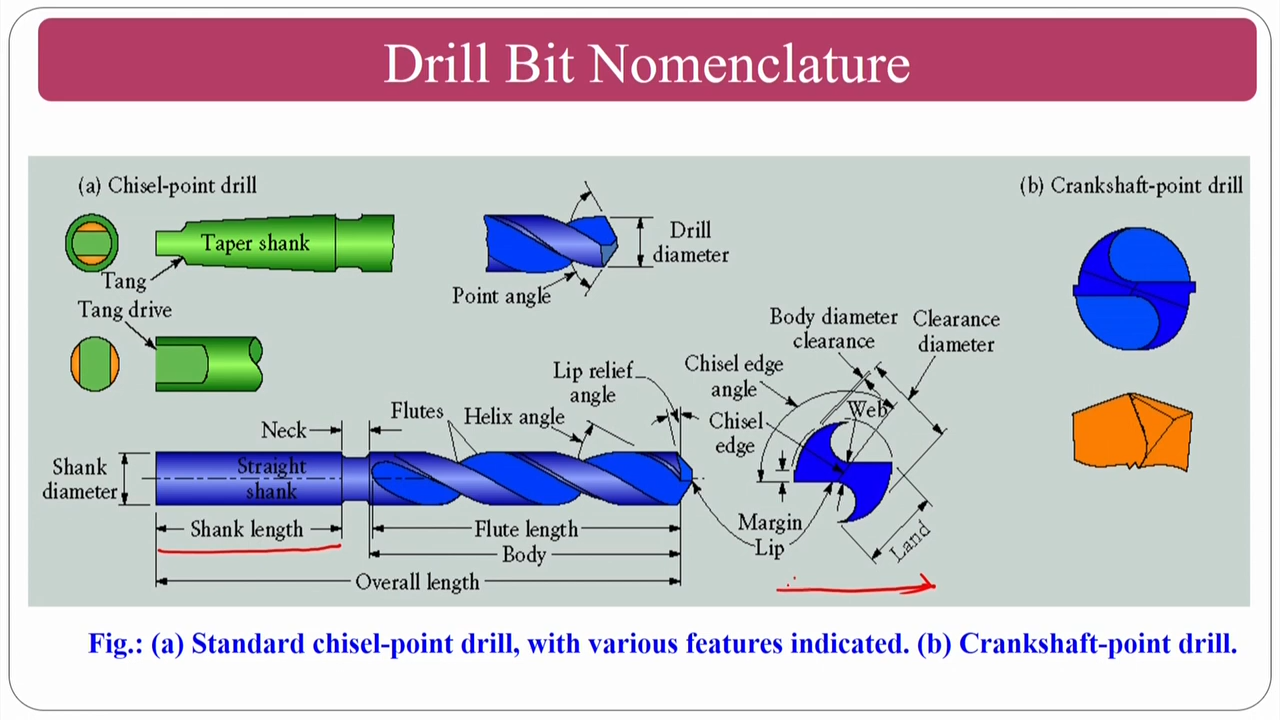 Drill Bit Nomenclature
(a) Chisel-point drill
(b) Crankshaft-point drill
Taper shank
Drill
diameter
Tang
Point angle
Tang drive
Body diameter
clearance
Clearance
diameter
Chisel edge
angle
Lip relief
angle
Web
Flutes
Helix angle
Chisel
edge
Neck
Shank
diameter
Straight
shank
Shank length
Flute length
Margin
Lip
Land
Body
Overall length
Fig.: (a) Standard chisel-point drill, with various features indicated. (b) Crankshaft-point drill.